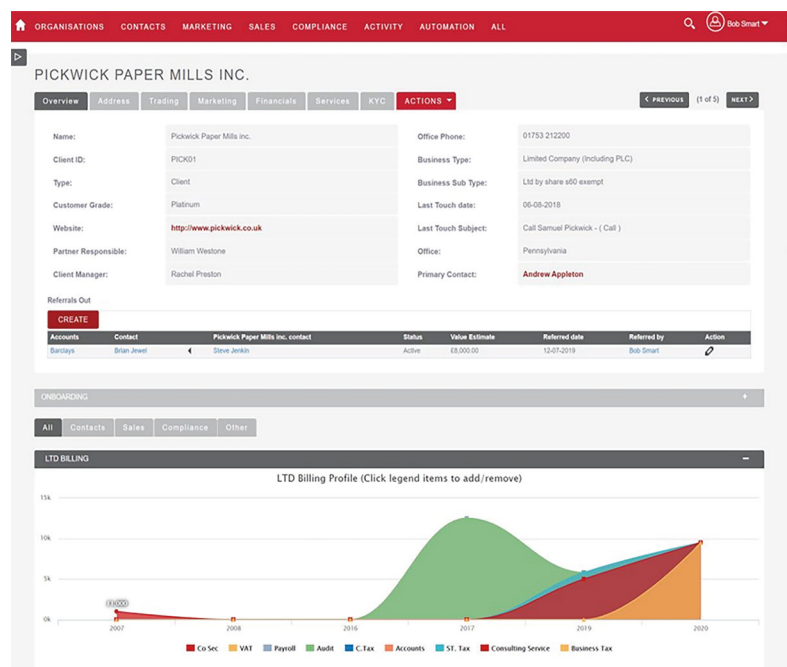 ORGANISATIONS CONTACTS MARKETING SALES COMPLIANCE ACTIVITY AUTOMATION ALL Bob Smart
PICKWICK PAPER MILLS INC.
Overview Address Trading Marketing Financials Services KYC ACTIONS < PREVIOUS (1 of 5) NEXT >
Name: Pickwick Paper Mills inc. Office Phone: 01753 212200
Client ID: PICK01 Business Type: Limited Company (Including PLC)
Type: Client Business Sub Type: Ltd by share s60 exempt
Customer Grade: Platinum Last Touch date: 06-08-2018
Website: http://www.pickwick.co.uk Last Touch Subject: Call Samuel Pickwick - ( Call )
Partner Responsible: William Westone Office: Pennsylvania
Client Manager: Rachel Preston Primary Contact: Andrew Appleton
Referrals Out
CREATE
Accounts Contact Pickwick Paper Mills inc. contact Status Value Estimate Referred date Referred by Action
Barclays Brian Jewel Steve Jenkin Active £8,000.00 12-07-2019 Bob Smart
ONBOARDING +
All Contacts Sales Compliance Other
LTD BILLING −
LTD Billing Profile (Click legend items to add/remove)
15k
10k
5k
£1,000
0k
2007 2008 2016 2017 2019 2020
Co Sec VAT Payroll Audit C.Tax Accounts ST. Tax Consulting Service Business Tax